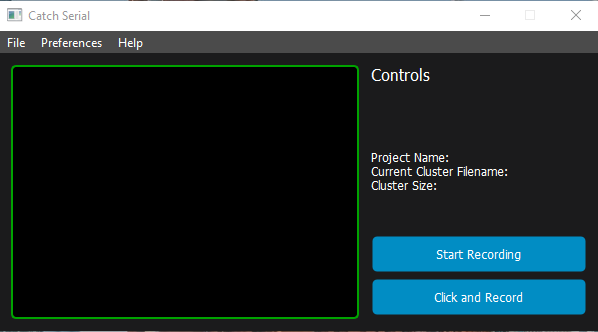 Catch Serial
File Preferences Help
Controls
Project Name:
Current Cluster Filename:
Cluster Size:
Start Recording
Click and Record